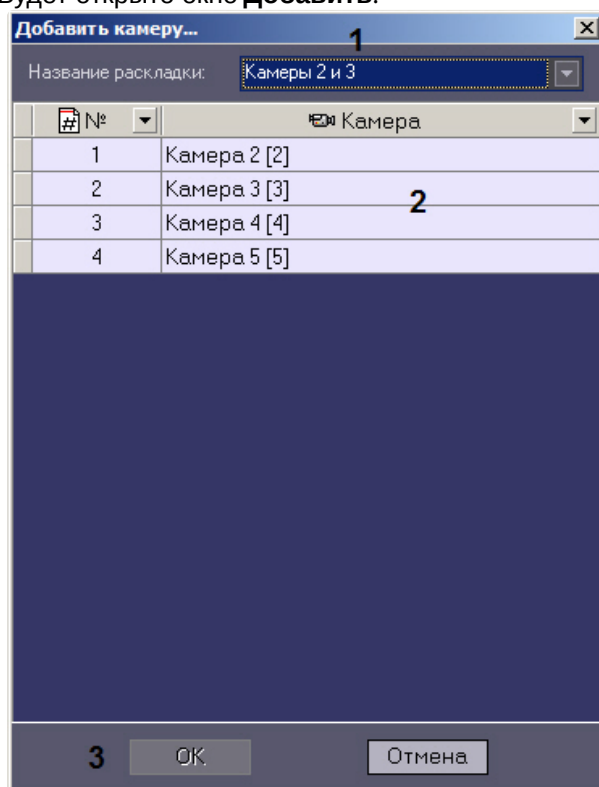 Будет открыто окно Добавить.
Добавить камеру...
1
Название раскладки: Камеры 2 и 3
№ Камера
1 Камера 2 [2]
2 Камера 3 [3]
2
3 Камера 4 [4]
4 Камера 5 [5]
3 OK Отмена